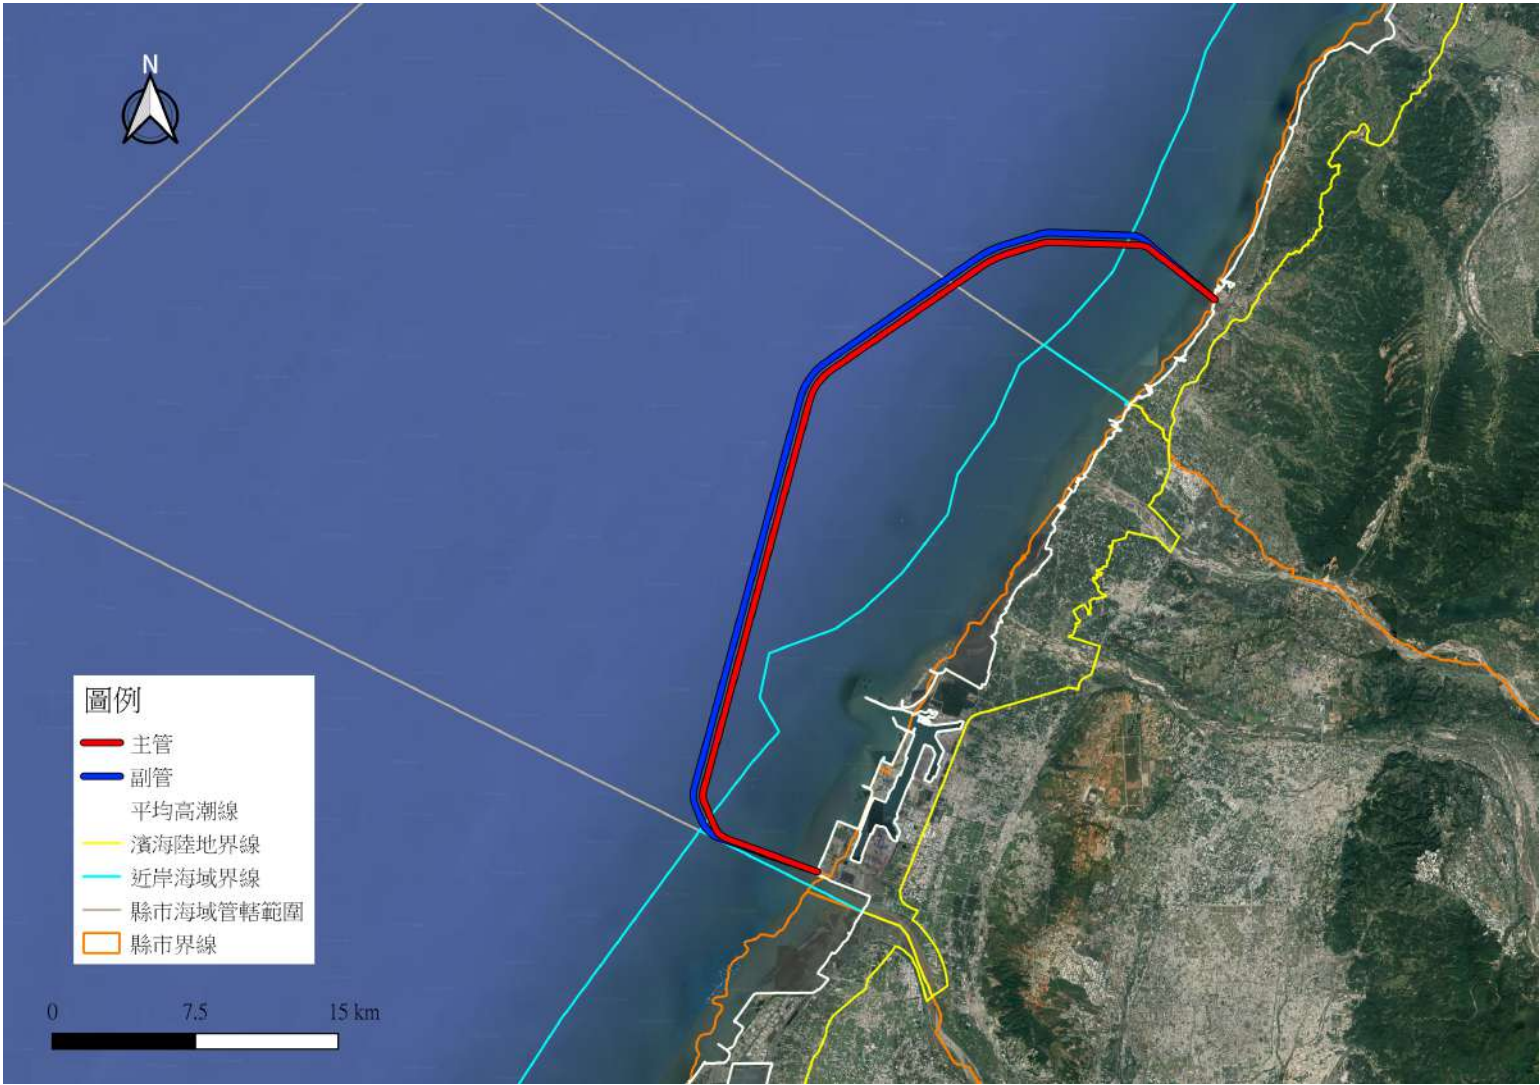 N
圖例
主管
副管
平均高潮線
濱海陸地界線
近岸海域界線
縣市海域管轄範圍
縣市界線
0 7.5 15 km